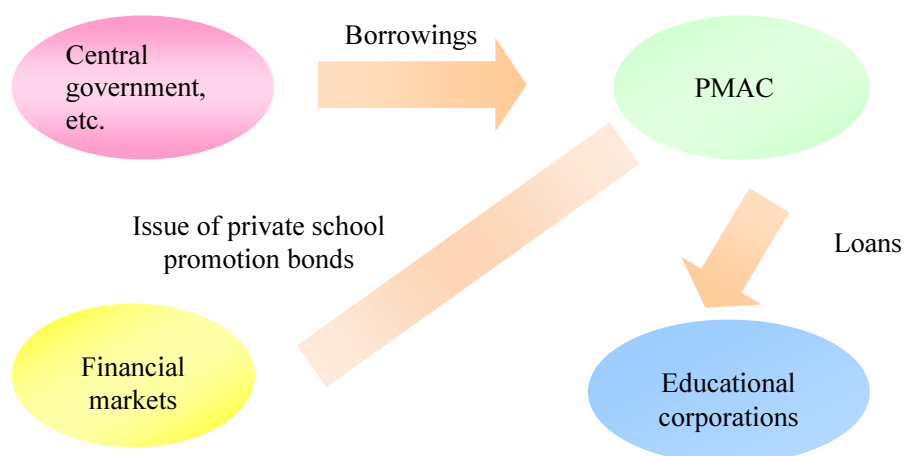 Borrowings
Central
government,
etc.
PMAC
Issue of private school
promotion bonds
Loans
Financial
markets
Educational
corporations